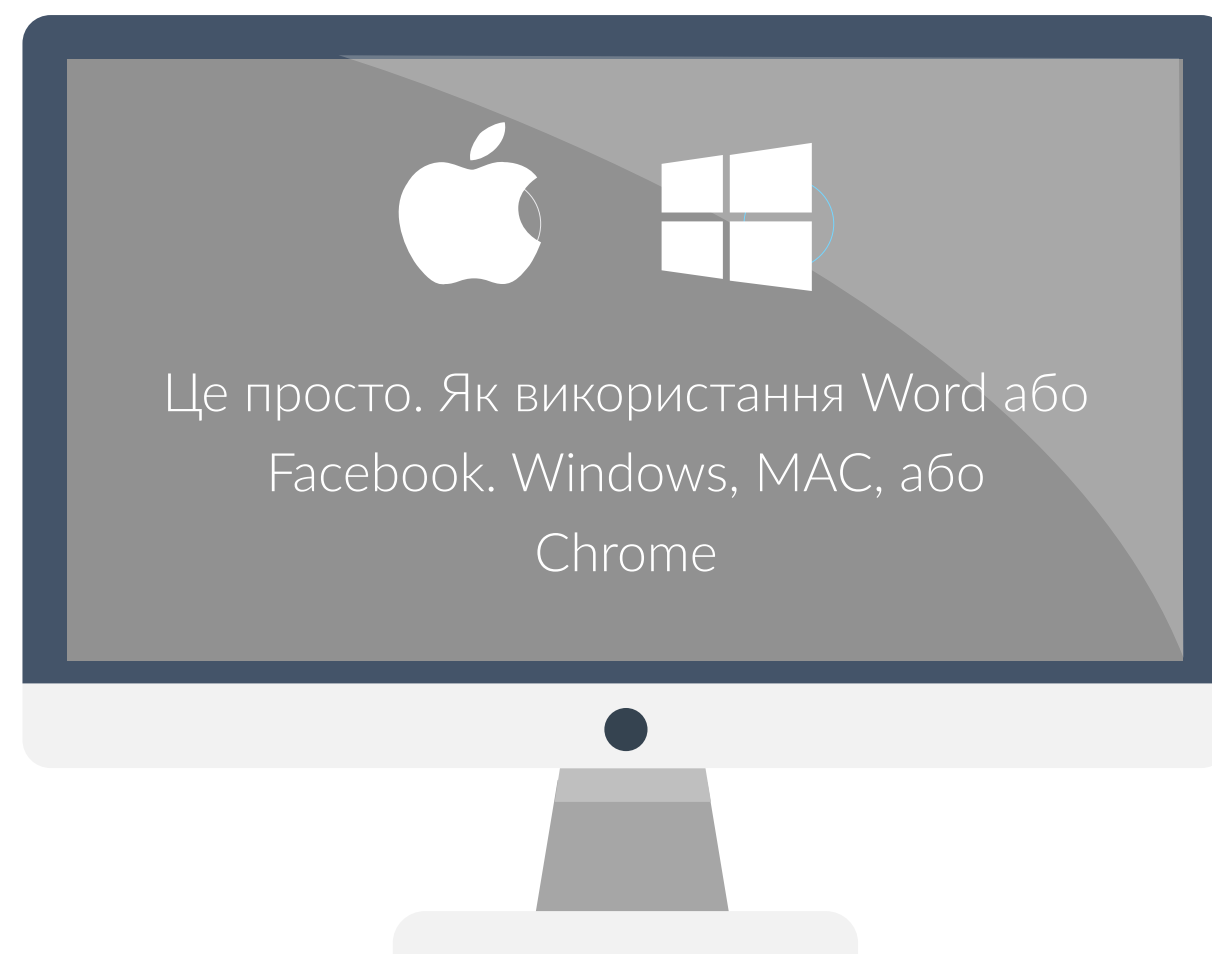 Це просто. Як використання Word або
Facebook. Windows, MAC, або
Chrome